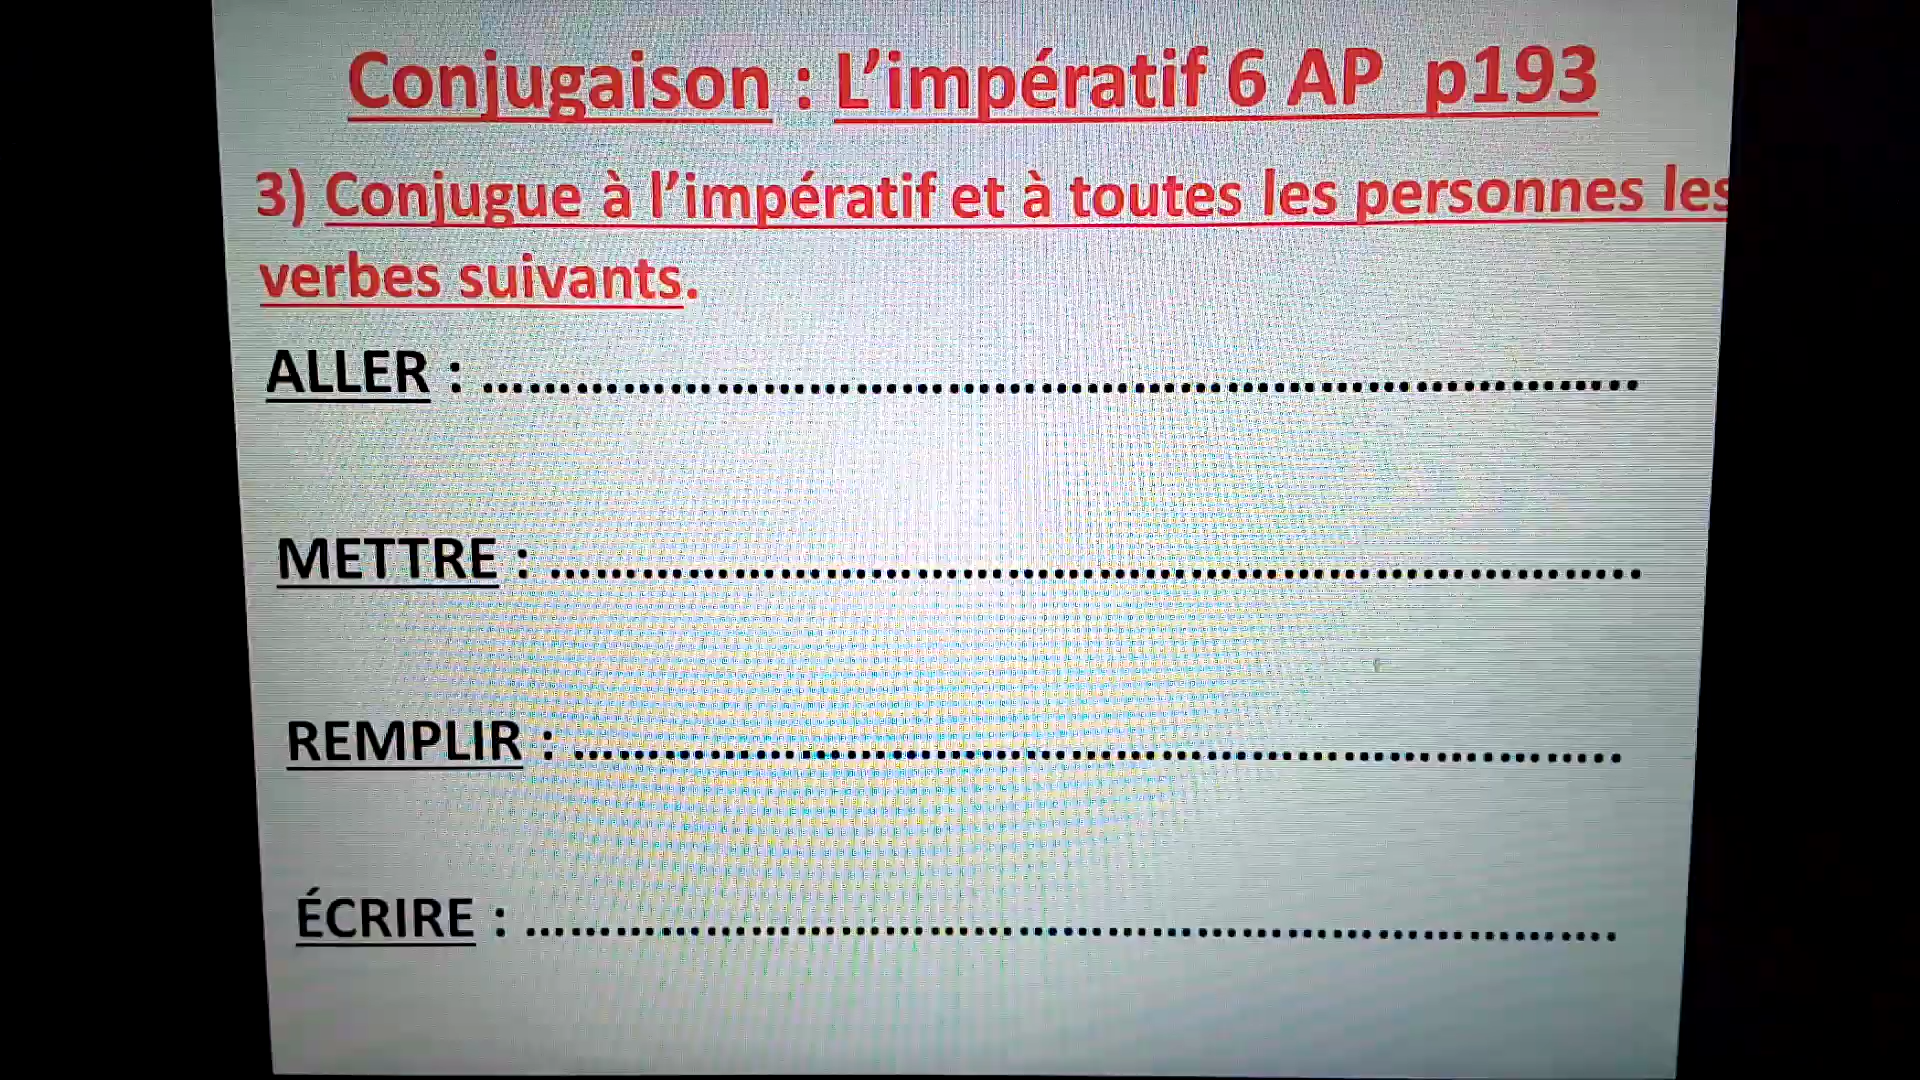 Conjugaison : L’impératif 6 AP p193
3) Conjugue à l’impératif et à toutes les personnes les
verbes suivants.
ALLER : ..........................................................................
METTRE : ......................................................................
REMPLIR : ....................................................................
ÉCRIRE : .......................................................................